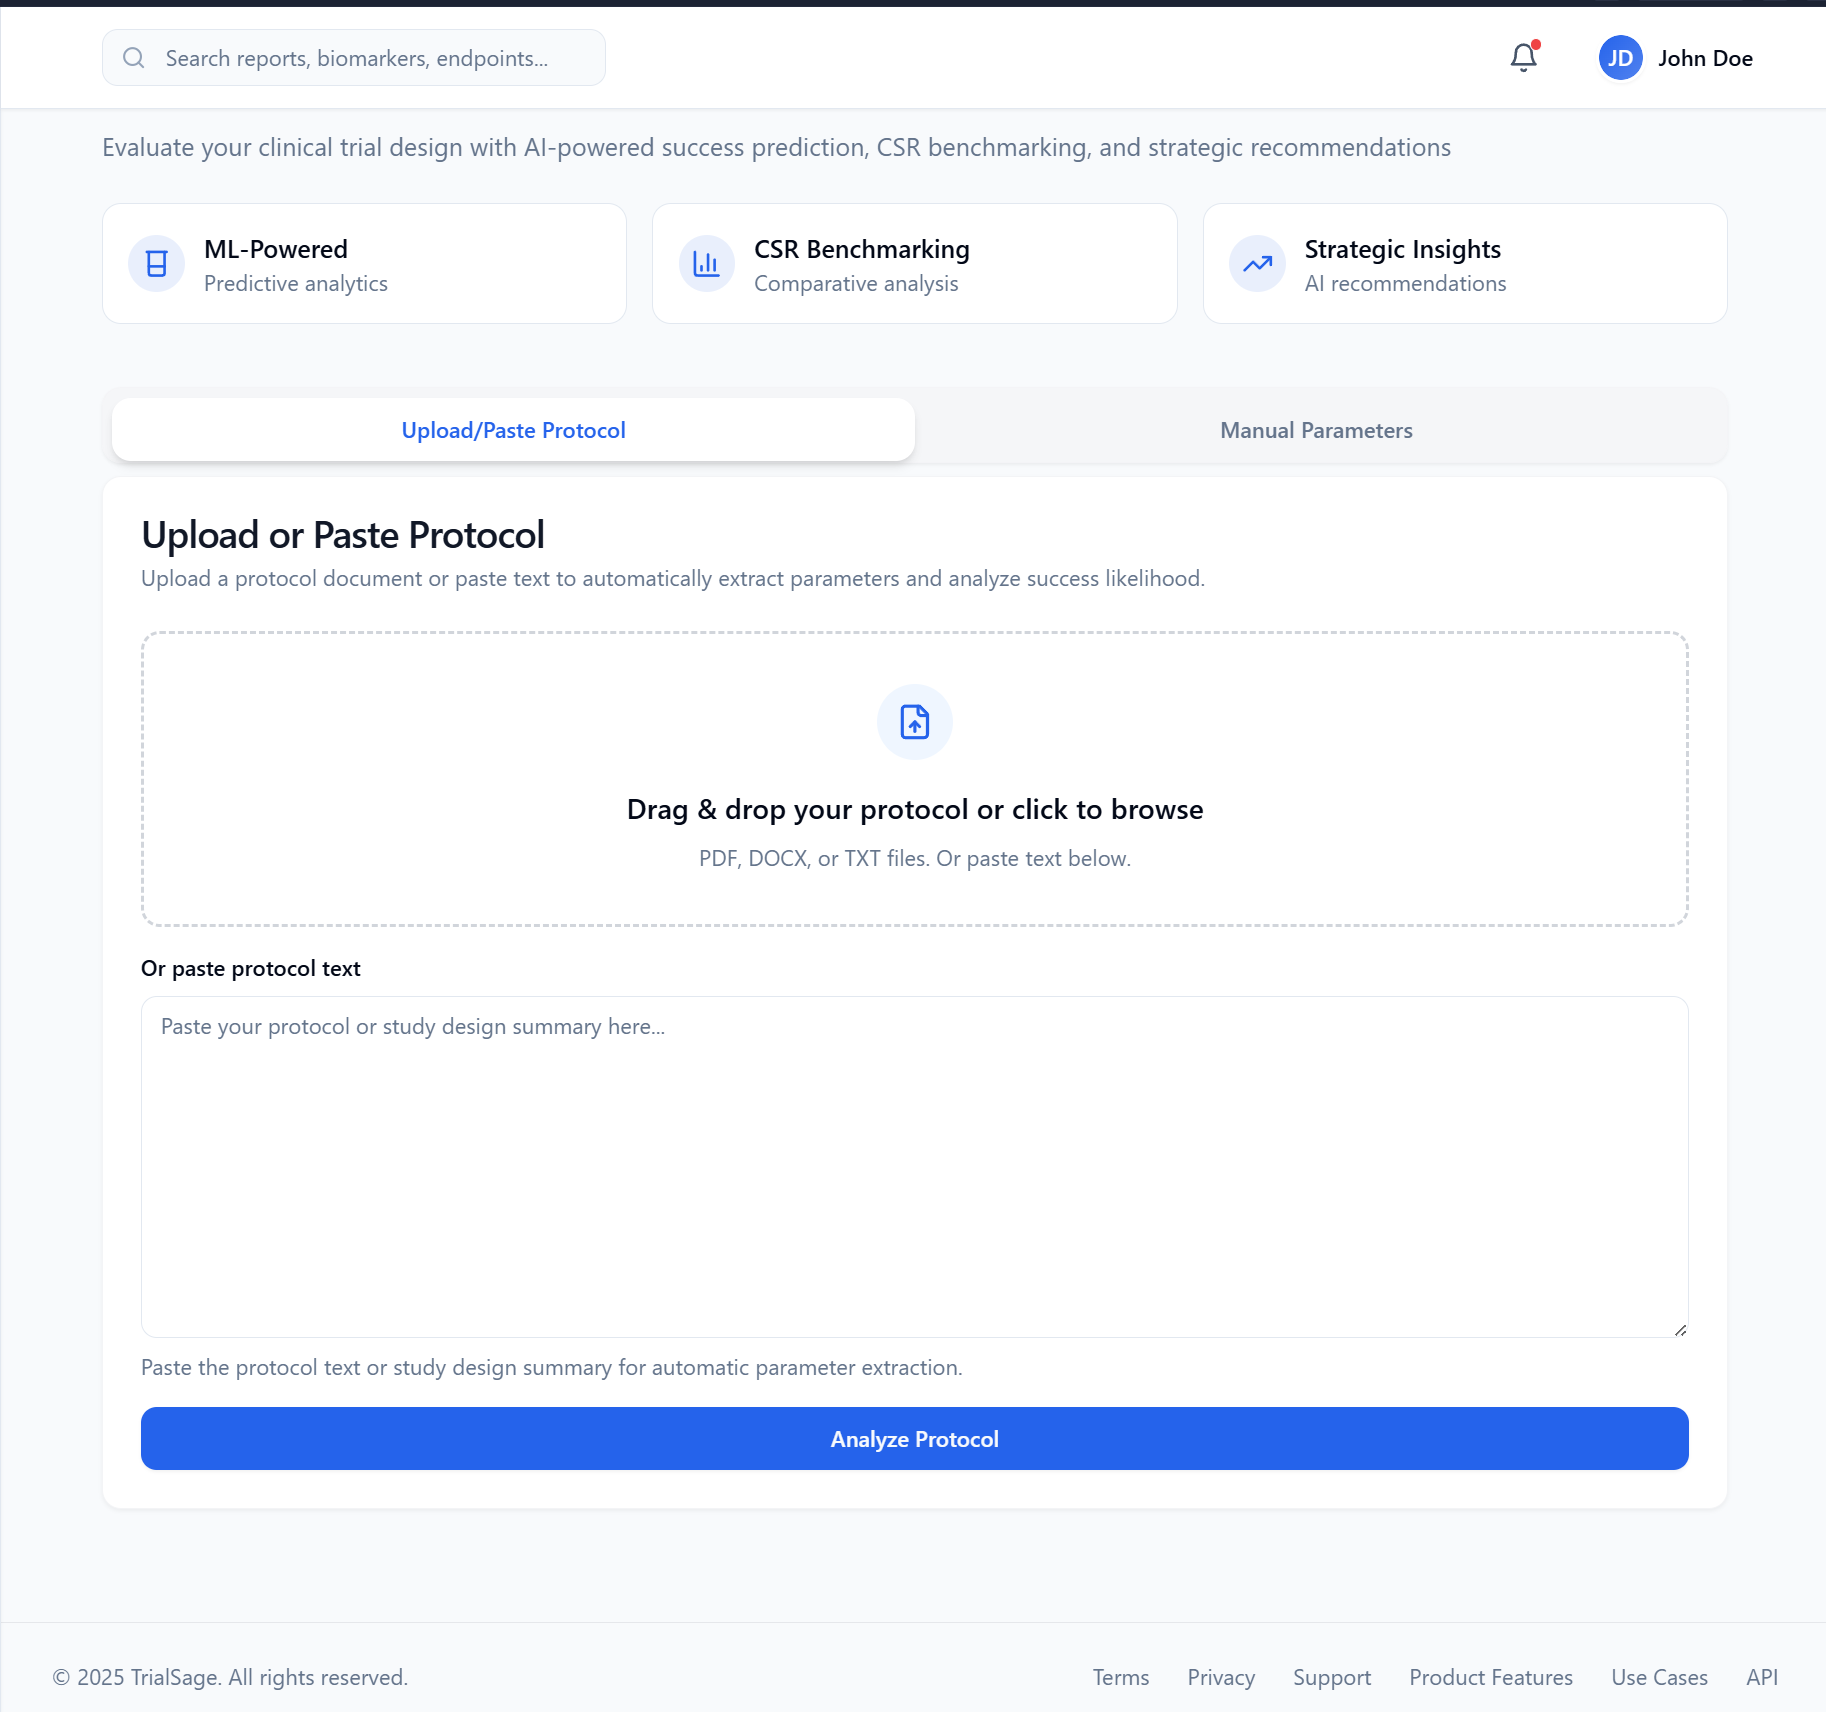 Search reports, biomarkers, endpoints...
JD
John Doe
Evaluate your clinical trial design with AI-powered success prediction, CSR benchmarking, and strategic recommendations
ML-Powered
Predictive analytics
CSR Benchmarking
Comparative analysis
Strategic Insights
AI recommendations
Upload/Paste Protocol
Manual Parameters
Upload or Paste Protocol
Upload a protocol document or paste text to automatically extract parameters and analyze success likelihood.
Drag & drop your protocol or click to browse
PDF, DOCX, or TXT files. Or paste text below.
Or paste protocol text
Paste your protocol or study design summary here...
Paste the protocol text or study design summary for automatic parameter extraction.
Analyze Protocol
© 2025 TrialSage. All rights reserved.
Terms
Privacy
Support
Product Features
Use Cases
API